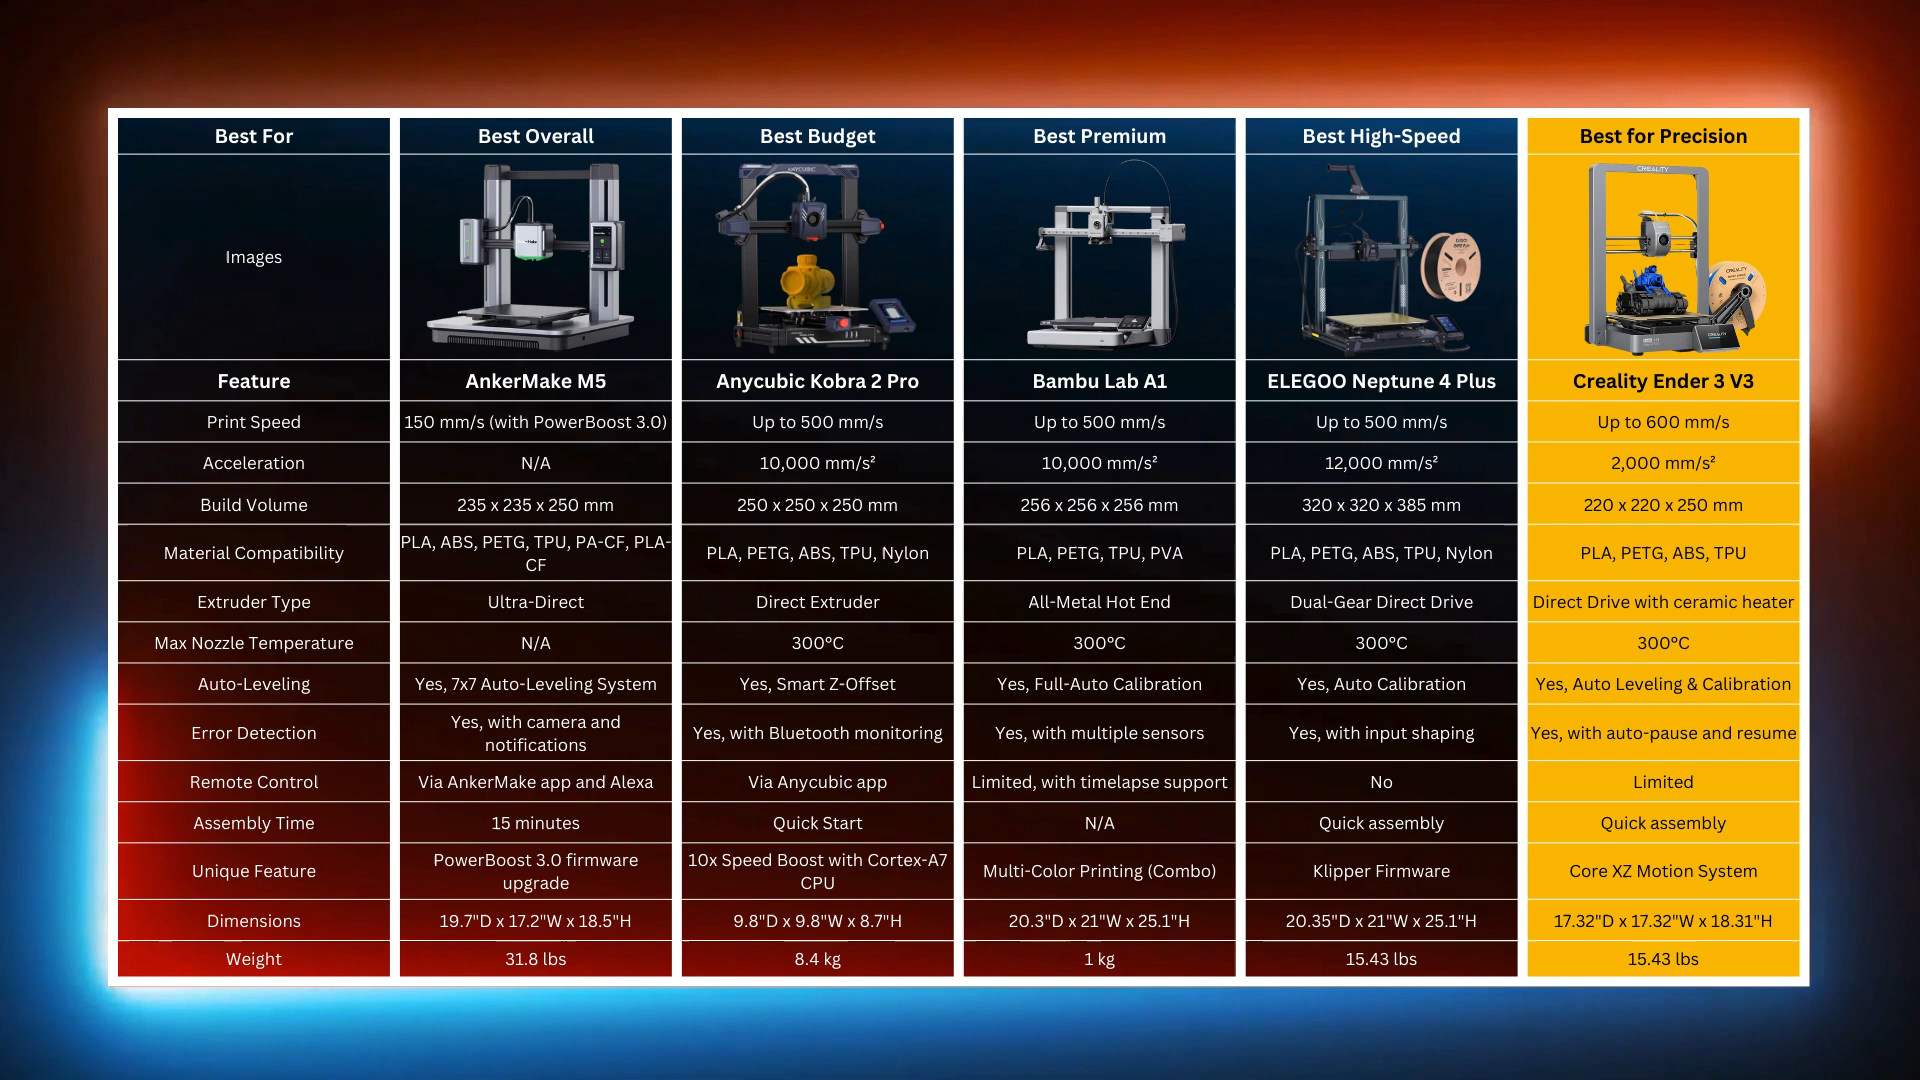 Best For
Best Overall
Best Budget
Best Premium
Best High-Speed
Best for Precision
Images
ANYCUBIC
CREALITY
Feature
AnkerMake M5
Anycubic Kobra 2 Pro
Bambu Lab A1
ELEGOO Neptune 4 Plus
Creality Ender 3 V3
Print Speed
150 mm/s (with PowerBoost 3.0)
Up to 500 mm/s
Up to 500 mm/s
Up to 500 mm/s
Up to 600 mm/s
Acceleration
N/A
10,000 mm/s²
10,000 mm/s²
12,000 mm/s²
2,000 mm/s²
Build Volume
235 x 235 x 250 mm
250 x 250 x 250 mm
256 x 256 x 256 mm
320 x 320 x 385 mm
220 x 220 x 250 mm
Material Compatibility
PLA, ABS, PETG, TPU, PA-CF, PLA-
CF
PLA, PETG, ABS, TPU, Nylon
PLA, PETG, TPU, PVA
PLA, PETG, ABS, TPU, Nylon
PLA, PETG, ABS, TPU
Extruder Type
Ultra-Direct
Direct Extruder
All-Metal Hot End
Dual-Gear Direct Drive
Direct Drive with ceramic heater
Max Nozzle Temperature
N/A
300°C
300°C
300°C
300°C
Auto-Leveling
Yes, 7x7 Auto-Leveling System
Yes, Smart Z-Offset
Yes, Full-Auto Calibration
Yes, Auto Calibration
Yes, Auto Leveling & Calibration
Error Detection
Yes, with camera and
notifications
Yes, with Bluetooth monitoring
Yes, with multiple sensors
Yes, with input shaping
Yes, with auto-pause and resume
Remote Control
Via AnkerMake app and Alexa
Via Anycubic app
Limited, with timelapse support
No
Limited
Assembly Time
15 minutes
Quick Start
N/A
Quick assembly
Quick assembly
Unique Feature
PowerBoost 3.0 firmware
upgrade
10x Speed Boost with Cortex-A7
CPU
Multi-Color Printing (Combo)
Klipper Firmware
Core XZ Motion System
Dimensions
19.7"D x 17.2"W x 18.5"H
9.8"D x 9.8"W x 8.7"H
20.3"D x 21"W x 25.1"H
20.35"D x 21"W x 25.1"H
17.32"D x 17.32"W x 18.31"H
Weight
31.8 lbs
8.4 kg
1 kg
15.43 lbs
15.43 lbs